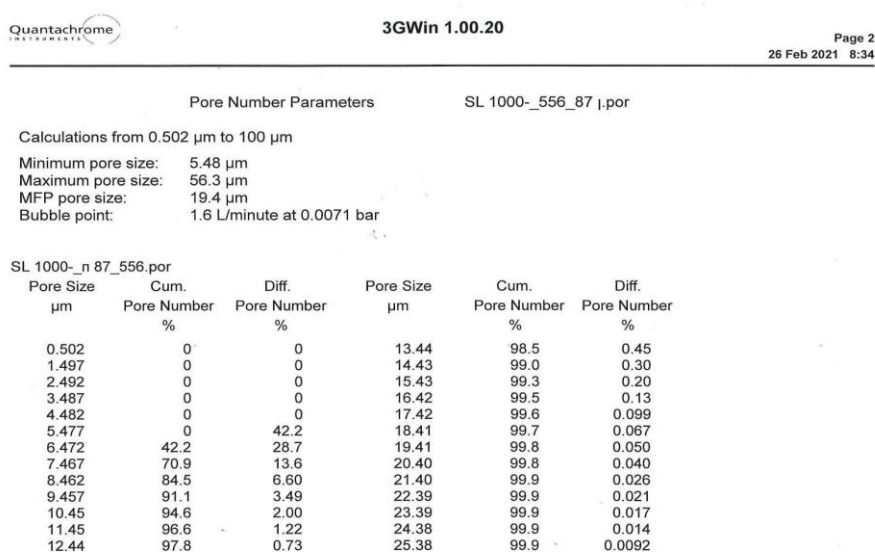 Quantachrome
INSTRUMENTS
3GWin 1.00.20
Page 2
26 Feb 2021 8:34
Pore Number Parameters SL 1000-_556_87 ן.por
Calculations from 0.502 µm to 100 µm
Minimum pore size: 5.48 µm
Maximum pore size: 56.3 µm
MFP pore size: 19.4 µm
Bubble point: 1.6 L/minute at 0.0071 bar
SL 1000-_п 87_556.por
Pore Size Cum. Diff. Pore Size Cum. Diff.
µm Pore Number Pore Number µm Pore Number Pore Number
% % % %
0.502 0 0 13.44 98.5 0.45
1.497 0 0 14.43 99.0 0.30
2.492 0 0 15.43 99.3 0.20
3.487 0 0 16.42 99.5 0.13
4.482 0 0 17.42 99.6 0.099
5.477 0 42.2 18.41 99.7 0.067
6.472 42.2 28.7 19.41 99.8 0.050
7.467 70.9 13.6 20.40 99.8 0.040
8.462 84.5 6.60 21.40 99.9 0.026
9.457 91.1 3.49 22.39 99.9 0.021
10.45 94.6 2.00 23.39 99.9 0.017
11.45 96.6 1.22 24.38 99.9 0.014
12.44 97.8 0.73 25.38 99.9 0.0092